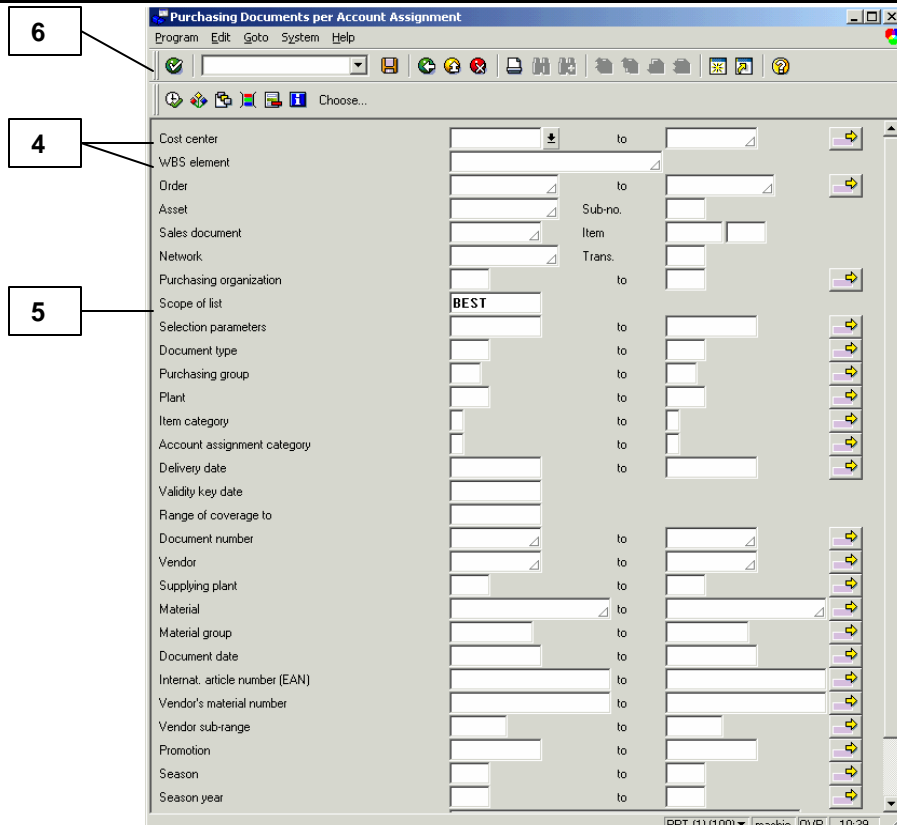 Purchasing Documents per Account Assignment
6
Program Edit Goto System Help
Choose...
4
Cost center to
WBS element
Order to
Asset Sub-no.
Sales document Item
Network Trans.
Purchasing organization to
5
Scope of list BEST
Selection parameters to
Document type to
Purchasing group to
Plant to
Item category to
Account assignment category to
Delivery date to
Validity key date
Range of coverage to
Document number to
Vendor to
Supplying plant to
Material to
Material group to
Document date to
Internat. article number (EAN) to
Vendor's material number to
Vendor sub-range to
Promotion to
Season to
Season year to
(1) (100) OVR 10:39